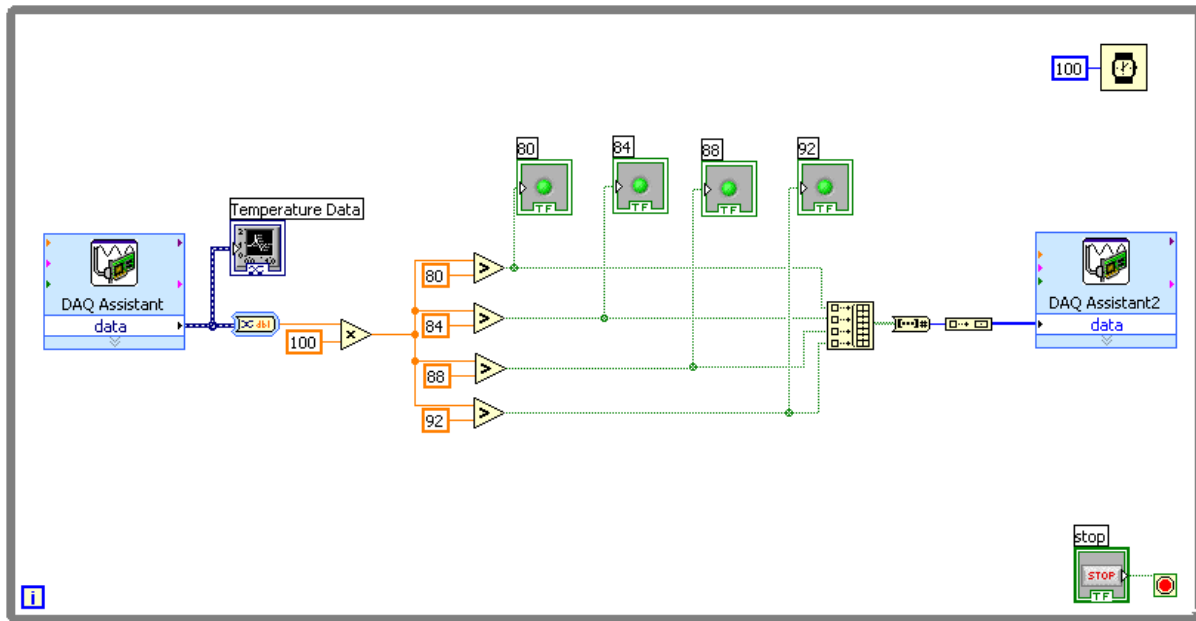 100
80
84
88
92
TF
TF
TF
TF
Temperature Data
DAQ Assistant
data
dbl
100
80
84
88
92
#
DAQ Assistant2
data
stop
STOP
TF
i